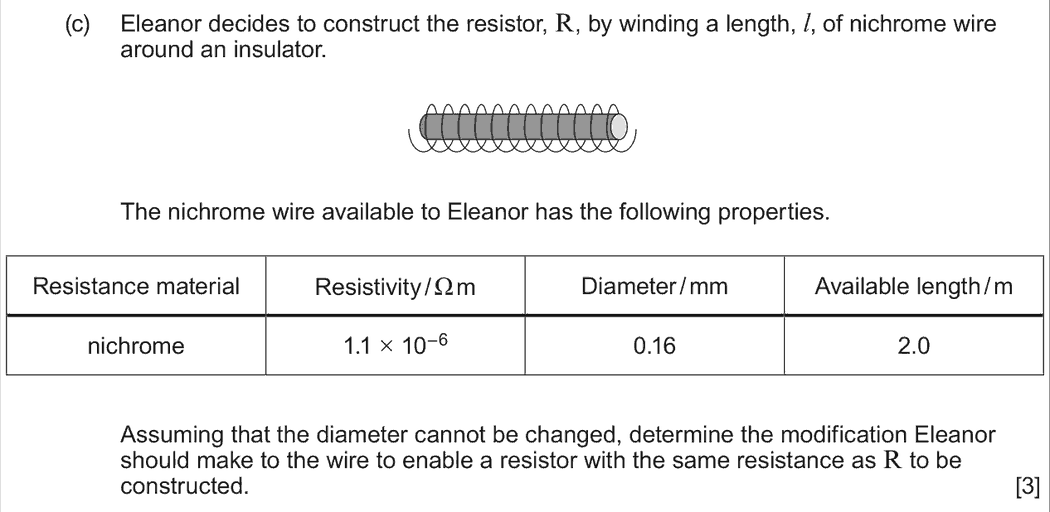 (c) Eleanor decides to construct the resistor, R, by winding a length, l, of nichrome wire
around an insulator.
The nichrome wire available to Eleanor has the following properties.
Resistance material Resistivity/Ωm Diameter/mm Available length/m
nichrome 1.1 × 10⁻⁶ 0.16 2.0
Assuming that the diameter cannot be changed, determine the modification Eleanor
should make to the wire to enable a resistor with the same resistance as R to be
constructed. [3]